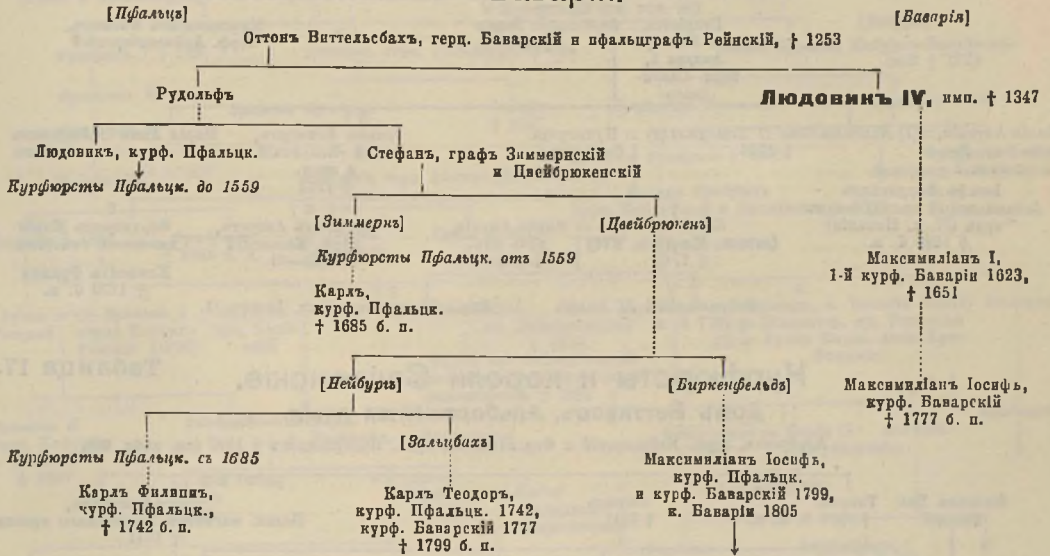 [Пфальцъ]
[Баварія]
Оттонъ Виттельсбахъ, герц. Баварскій и пфальцграфъ Рейнскій, † 1253
Рудольфъ
Людовикъ IV, имп. † 1347
Людовикъ, курф. Пфальцк.
Стефанъ, графъ Зиммернскій
и Цвейбрюкенскій
Курфюрсты Пфальцк. до 1559
[Зиммернъ]
[Цвейбрюкенъ]
Курфюрсты Пфальцк. отъ 1559
Карлъ,
курф. Пфальцк.
† 1685 б. п.
Максимиліанъ I,
1-й курф. Баваріи 1623,
† 1651
[Нейбургъ]
[Биркенфельдъ]
Максимиліанъ Іосифъ,
курф. Баварскій
† 1777 б. п.
Курфюрсты Пфальцк. съ 1685
[Зальцбахъ]
Карлъ Филиппъ,
чурф. Пфальцк.,
† 1742 б. п.
Карлъ Теодоръ,
курф. Пфальцк. 1742,
курф. Баварскій 1777
† 1799 б. п.
Максимиліанъ Іосифъ,
курф. Пфальцк.
и курф. Баварскій 1799,
к. Баваріи 1805
Таблица 17